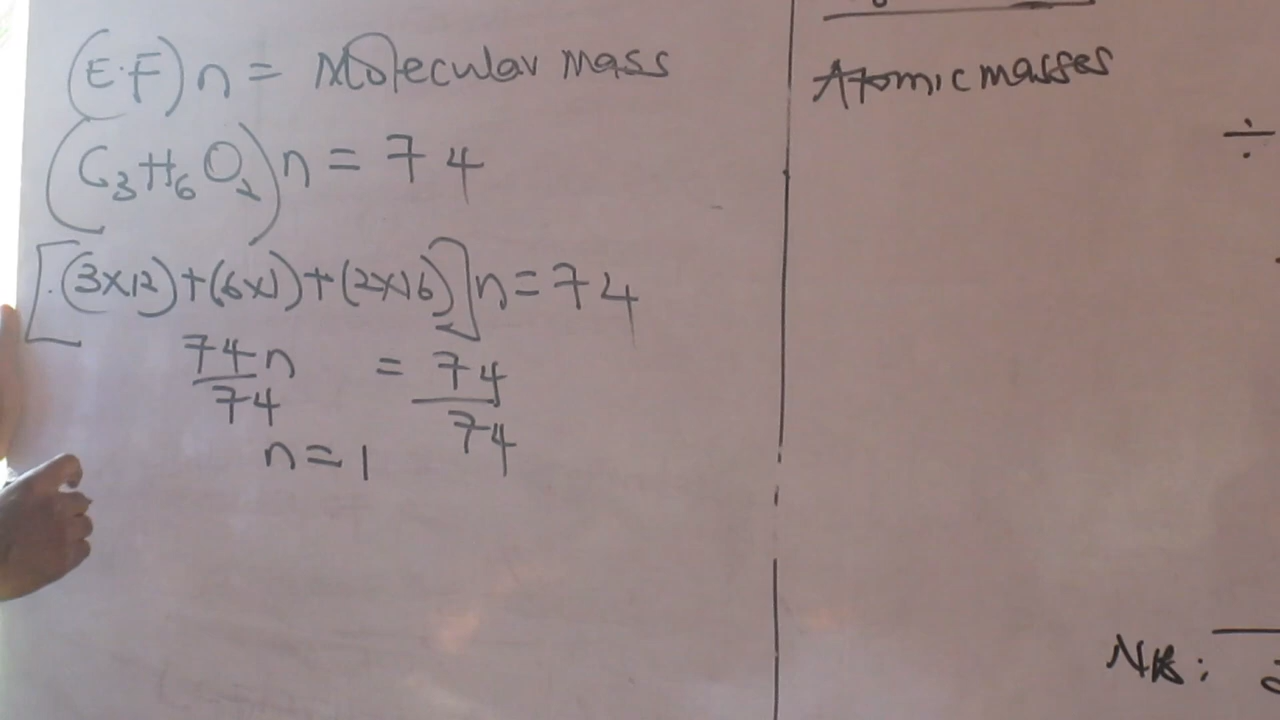 (E.F)n = Molecular mass
(C₃H₆O₂)n = 74
[(3x12)+(6x1)+(2x16)]n = 74
74n/74 = 74/74
n = 1
Atomic masses
÷
NB: